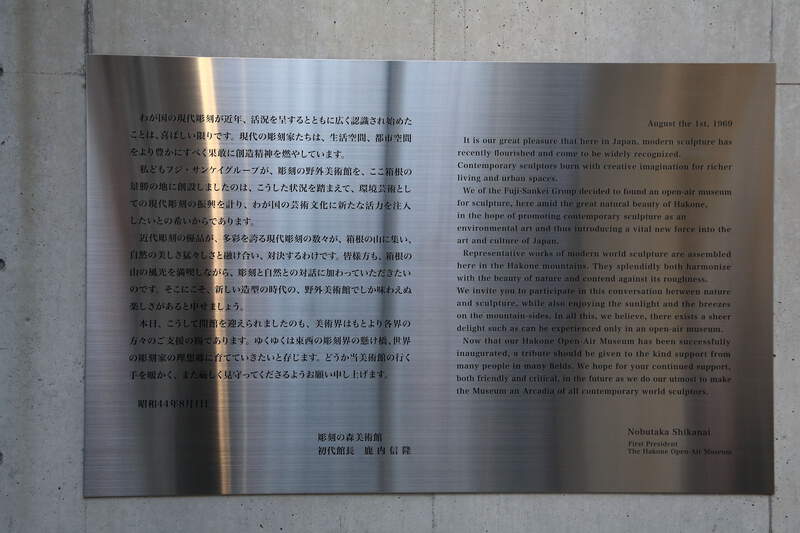 わが国の現代彫刻が近年、活況を呈するとともに広く認識され始めた
ことは、喜ばしい限りです。現代の彫刻家たちは、生活空間、都市空間
をより豊かにすべく果敢に創造精神を燃やしています。
私どもフジ・サンケイグループが、彫刻の野外美術館を、ここ箱根の
景勝の地に創設しましたのは、こうした状況を踏まえて、環境芸術とし
ての現代彫刻の振興を計り、わが国の芸術文化に新たな活力を注入
したいとの希いからであります。
近代彫刻の優品が、多彩を誇る現代彫刻の数々が、箱根の山に集い、
自然の美しさ猛々しさと融け合い、対決するわけです。皆様方も、箱根の
山の風光を満喫しながら、彫刻と自然との対話に加わっていただきたい
のです。そこにこそ、新しい造型の時代の、野外美術館でしか味わえぬ
楽しさがあると申せましょう。
本日、こうして開館を迎えられましたのも、美術界はもとより各界の
方々のご支援の賜であります。ゆくゆくは東西の彫刻界の懸け橋、世界
の彫刻家の理想郷に育てていきたいと存じます。どうか当美術館の行く
手を暖かく、また厳しく見守ってくださるようお願い申し上げます。
昭和44年8月1日
彫刻の森美術館
初代館長 鹿内信隆
August the 1st, 1969
It is our great pleasure that here in Japan, modern sculpture has
recently flourished and come to be widely recognized.
Contemporary sculptors burn with creative imagination for richer
living and urban spaces.
We of the Fuji-Sankei Group decided to found an open-air museum
for sculpture, here amid the great natural beauty of Hakone,
in the hope of promoting contemporary sculpture as an
environmental art and thus introducing a vital new force into the
art and culture of Japan.
Representative works of modern world sculpture are assembled
here in the Hakone mountains. They splendidly both harmonize
with the beauty of nature and contend against its roughness.
We invite you to participate in this conversation between nature
and sculpture, while also enjoying the sunlight and the breezes
on the mountain-sides. In all this, we believe, there exists a sheer
delight such as can be experienced only in an open-air museum.
Now that our Hakone Open-Air Museum has been successfully
inaugurated, a tribute should be given to the kind support from
many people in many fields. We hope for your continued support,
both friendly and critical, in the future as we do our utmost to make
the Museum an Arcadia of all contemporary world sculptors.
Nobutaka Shikanai
First President
The Hakone Open-Air Museum